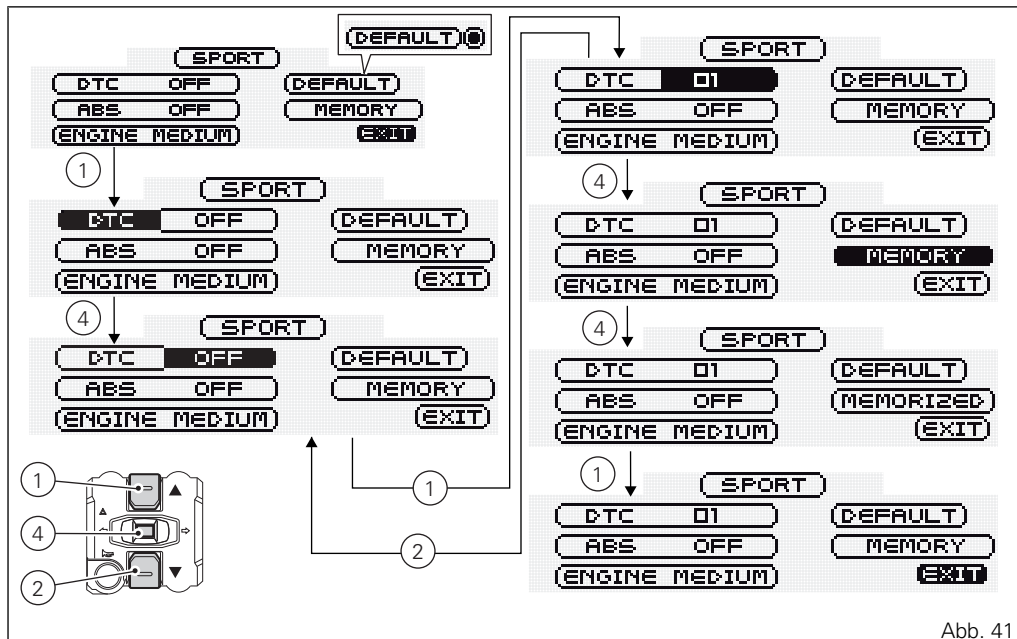 (DEFAULT)
SPORT
DTC OFF DEFAULT
ABS OFF MEMORY
ENGINE MEDIUM EXIT
1
SPORT
DTC OFF DEFAULT
ABS OFF MEMORY
ENGINE MEDIUM EXIT
4
SPORT
DTC OFF DEFAULT
ABS OFF MEMORY
ENGINE MEDIUM EXIT
1
4
2
1
2
SPORT
DTC 01 DEFAULT
ABS OFF MEMORY
ENGINE MEDIUM EXIT
4
SPORT
DTC 01 DEFAULT
ABS OFF MEMORY
ENGINE MEDIUM EXIT
4
SPORT
DTC 01 DEFAULT
ABS OFF MEMORIZED
ENGINE MEDIUM EXIT
1
SPORT
DTC 01 DEFAULT
ABS OFF MEMORY
ENGINE MEDIUM EXIT
Abb. 41